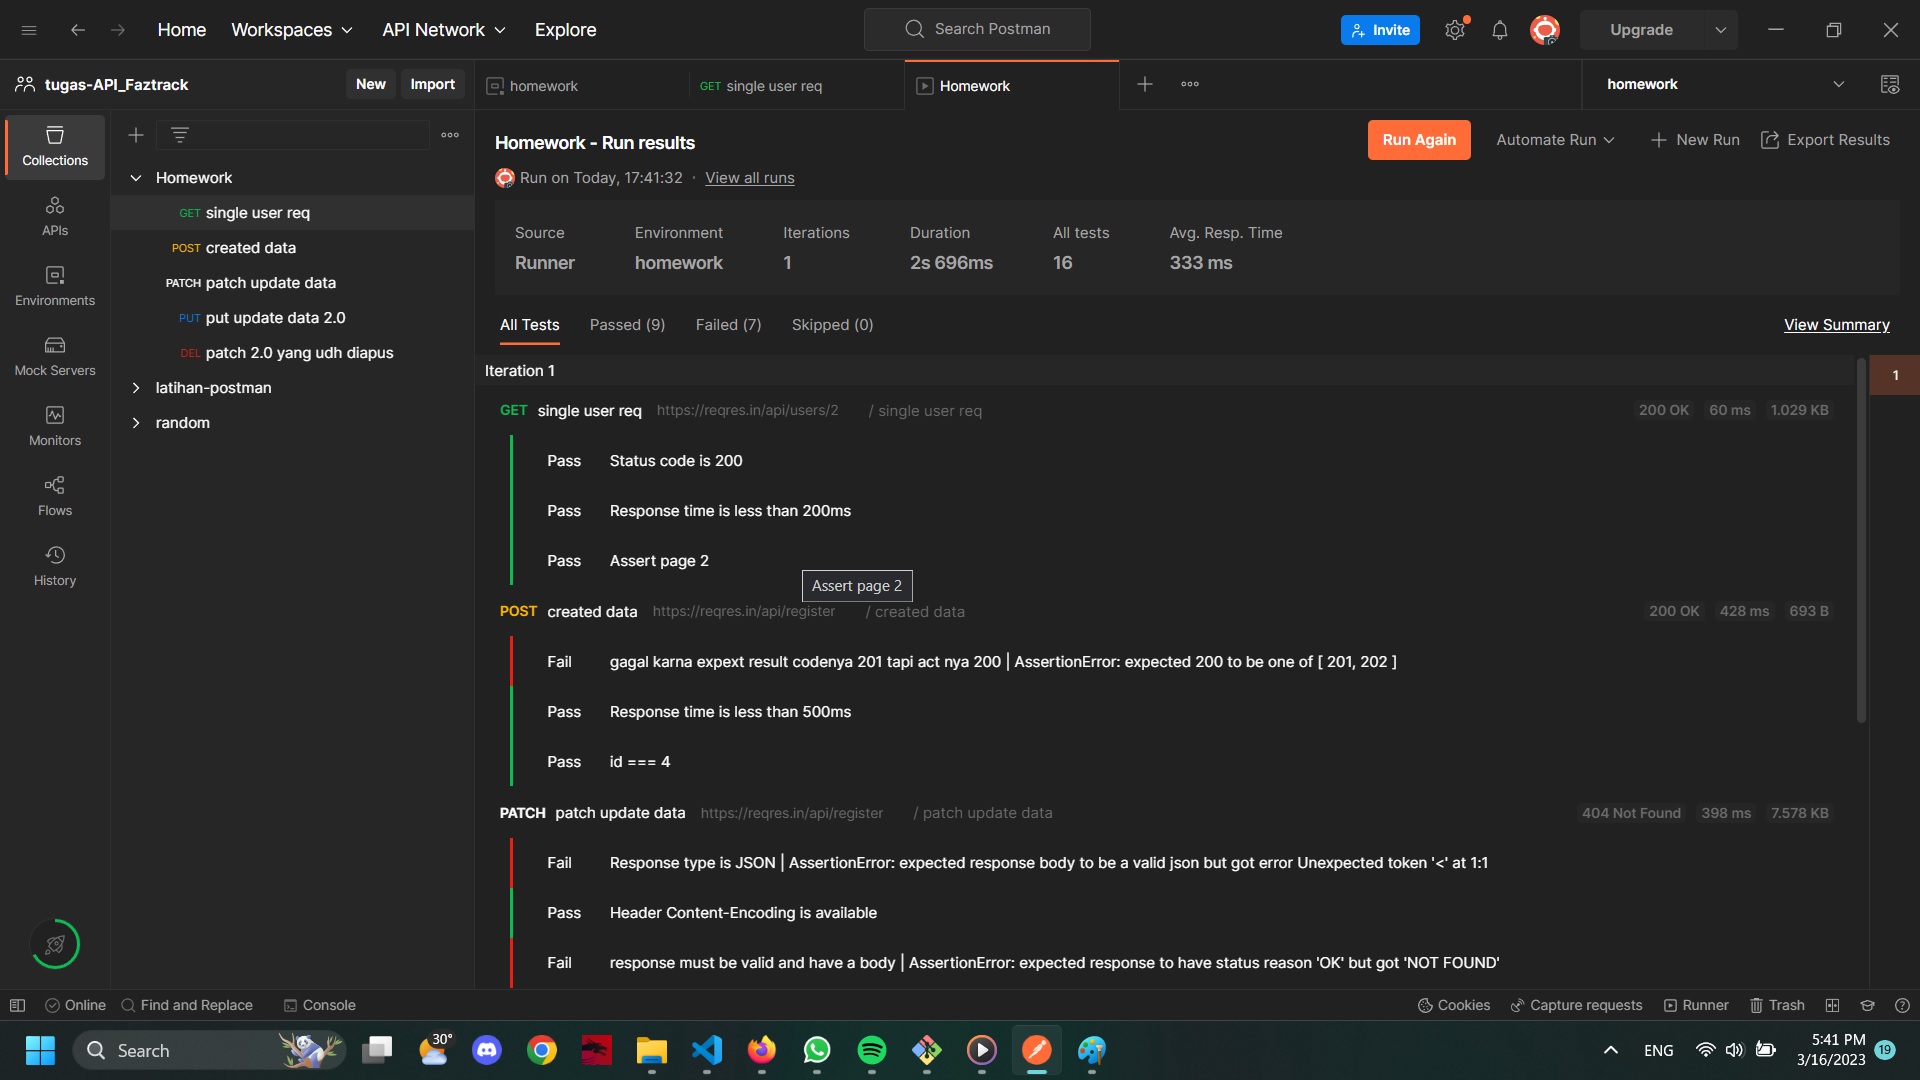 Home Workspaces API Network Explore Search Postman Invite Upgrade
tugas-API_Faztrack New Import homework GET single user req Homework homework
Collections
APIs
Environments
Mock Servers
Monitors
Flows
History
Homework
GET single user req
POST created data
PATCH patch update data
PUT put update data 2.0
DEL patch 2.0 yang udh diapus
latihan-postman
random
Homework - Run results Run Again Automate Run New Run Export Results
Run on Today, 17:41:32 · View all runs
Source Environment Iterations Duration All tests Avg. Resp. Time
Runner homework 1 2s 696ms 16 333 ms
All Tests Passed (9) Failed (7) Skipped (0) View Summary
Iteration 1 1
GET single user req https://reqres.in/api/users/2 / single user req 200 OK 60 ms 1.029 KB
Pass Status code is 200
Pass Response time is less than 200ms
Pass Assert page 2
Assert page 2
POST created data https://reqres.in/api/register / created data 200 OK 428 ms 693 B
Fail gagal karna expext result codenya 201 tapi act nya 200 | AssertionError: expected 200 to be one of [ 201, 202 ]
Pass Response time is less than 500ms
Pass id === 4
PATCH patch update data https://reqres.in/api/register / patch update data 404 Not Found 398 ms 7.578 KB
Fail Response type is JSON | AssertionError: expected response body to be a valid json but got error Unexpected token '<' at 1:1
Pass Header Content-Encoding is available
Fail response must be valid and have a body | AssertionError: expected response to have status reason 'OK' but got 'NOT FOUND'
Online Find and Replace Console Cookies Capture requests Runner Trash
Search 30° ENG 5:41 PM
3/16/2023 19